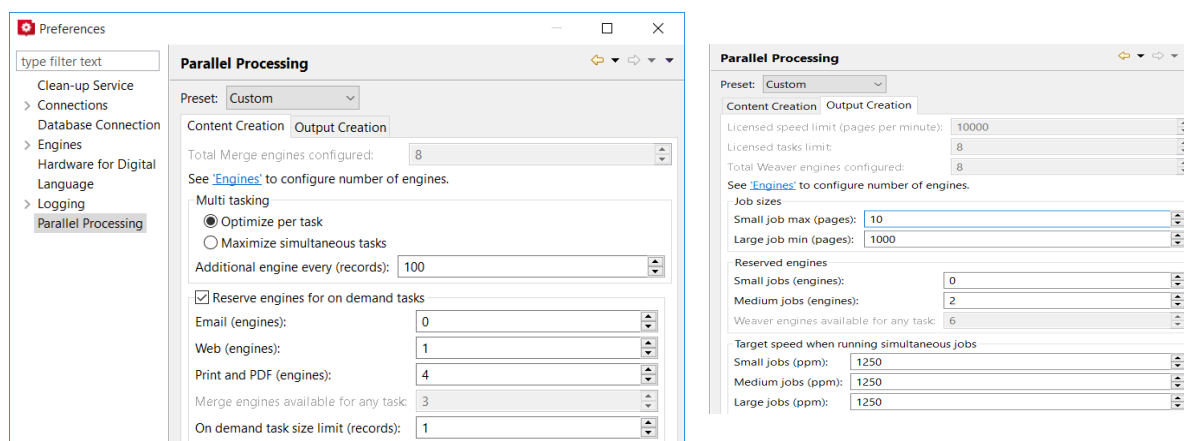 Preferences
type filter text
Clean-up Service
Connections
Database Connection
Engines
Hardware for Digital
Language
Logging
Parallel Processing
Parallel Processing
Preset: Custom
Content Creation Output Creation
Total Merge engines configured: 8
See 'Engines' to configure number of engines.
Multi tasking
Optimize per task
Maximize simultaneous tasks
Additional engine every (records): 100
Reserve engines for on demand tasks
Email (engines): 0
Web (engines): 1
Print and PDF (engines): 4
Merge engines available for any task: 3
On demand task size limit (records): 1
Parallel Processing
Preset: Custom
Content Creation Output Creation
Licensed speed limit (pages per minute): 10000
Licensed tasks limit: 8
Total Weaver engines configured: 8
See 'Engines' to configure number of engines.
Job sizes
Small job max (pages): 10
Large job min (pages): 1000
Reserved engines
Small jobs (engines): 0
Medium jobs (engines): 2
Weaver engines available for any task: 6
Target speed when running simultaneous jobs
Small jobs (ppm): 1250
Medium jobs (ppm): 1250
Large jobs (ppm): 1250